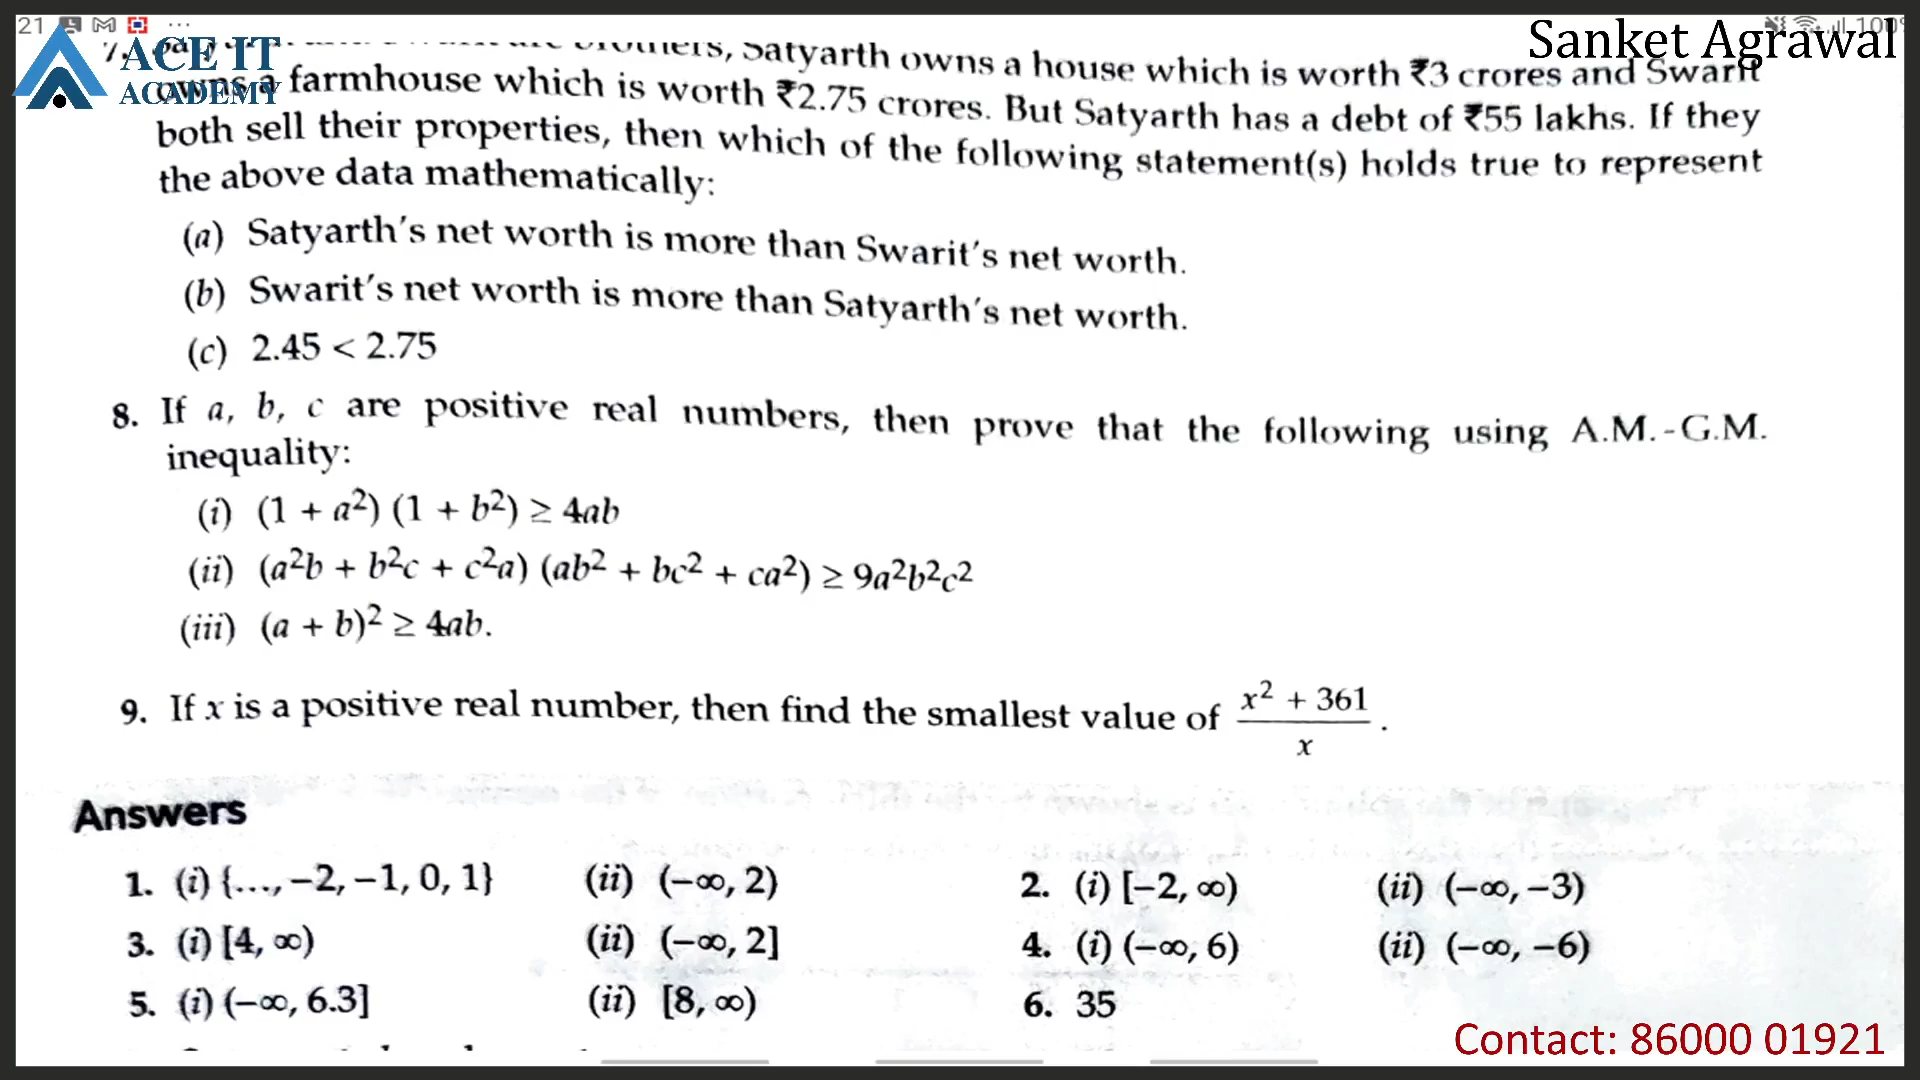 21
ACE IT
ACADEMY
Sanket Agrawal
100%
7. brothers, Satyarth owns a house which is worth ₹3 crores and Swarit
owns a farmhouse which is worth ₹2.75 crores. But Satyarth has a debt of ₹55 lakhs. If they
both sell their properties, then which of the following statement(s) holds true to represent
the above data mathematically:
(a) Satyarth's net worth is more than Swarit's net worth.
(b) Swarit's net worth is more than Satyarth's net worth.
(c) 2.45 < 2.75
8. If a, b, c are positive real numbers, then prove that the following using A.M.-G.M.
inequality:
(i) (1 + a²) (1 + b²) ≥ 4ab
(ii) (a²b + b²c + c²a) (ab² + bc² + ca²) ≥ 9a²b²c²
(iii) (a + b)² ≥ 4ab.
9. If x is a positive real number, then find the smallest value of (x² + 361)/x .
Answers
1. (i) {..., −2, −1, 0, 1} (ii) (−∞, 2) 2. (i) [−2, ∞) (ii) (−∞, −3)
3. (i) [4, ∞) (ii) (−∞, 2] 4. (i) (−∞, 6) (ii) (−∞, −6)
5. (i) (−∞, 6.3] (ii) [8, ∞) 6. 35
Contact: 86000 01921